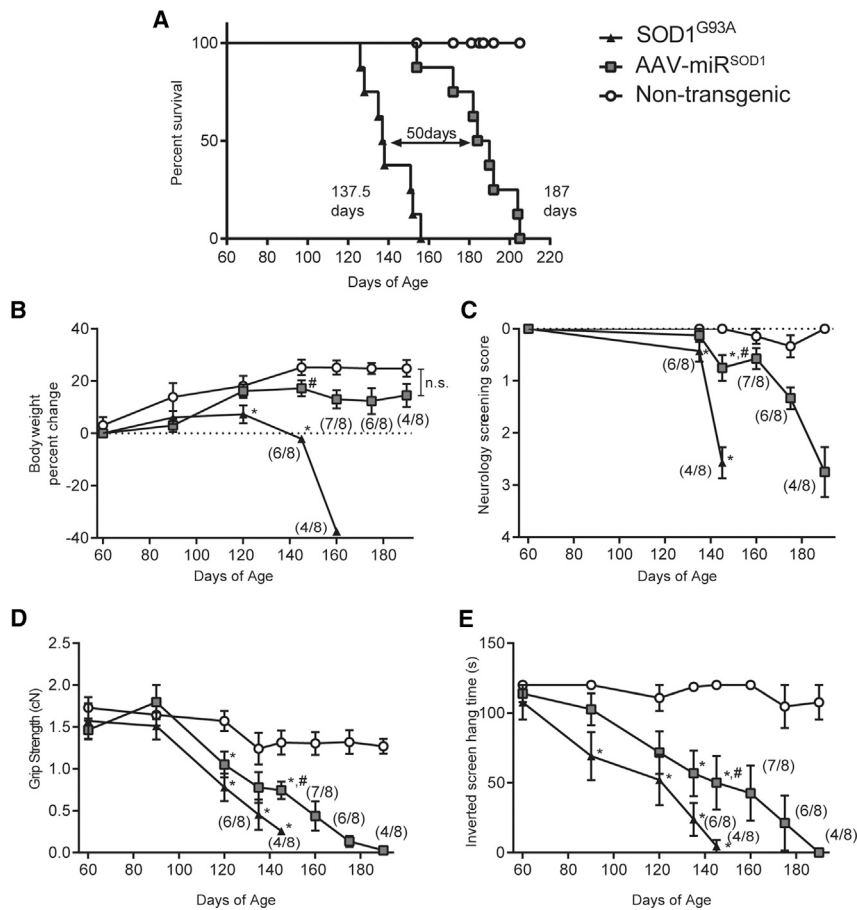 A
SOD1G93A
AAV-miRSOD1
Non-transgenic
Percent survival
100
50
0
50days
137.5
days
187
days
60 80 100 120 140 160 180 200 220
Days of Age
B
Body weight
percent change
40
20
0
-20
-40
#
n.s.
*
*
(7/8) (6/8) (4/8)
(6/8)
(4/8)
60 80 100 120 140 160 180
Days of Age
C
Neurology screening score
0
1
2
3
4
(6/8) *
*,#
(7/8)
(6/8)
(4/8) *
(4/8)
60 80 100 120 140 160 180
Days of Age
D
Grip Strength (cN)
2.5
2.0
1.5
1.0
0.5
0.0
*
*
*,#
(7/8)
*
(6/8)
*
(6/8)
(4/8)
(4/8)
60 80 100 120 140 160 180
Days of Age
E
Inverted screen hang time (s)
150
100
50
0
*
*
*
*,#
(7/8)
*
(6/8)
(6/8)
*
(4/8)
(4/8)
60 80 100 120 140 160 180
Days of Age